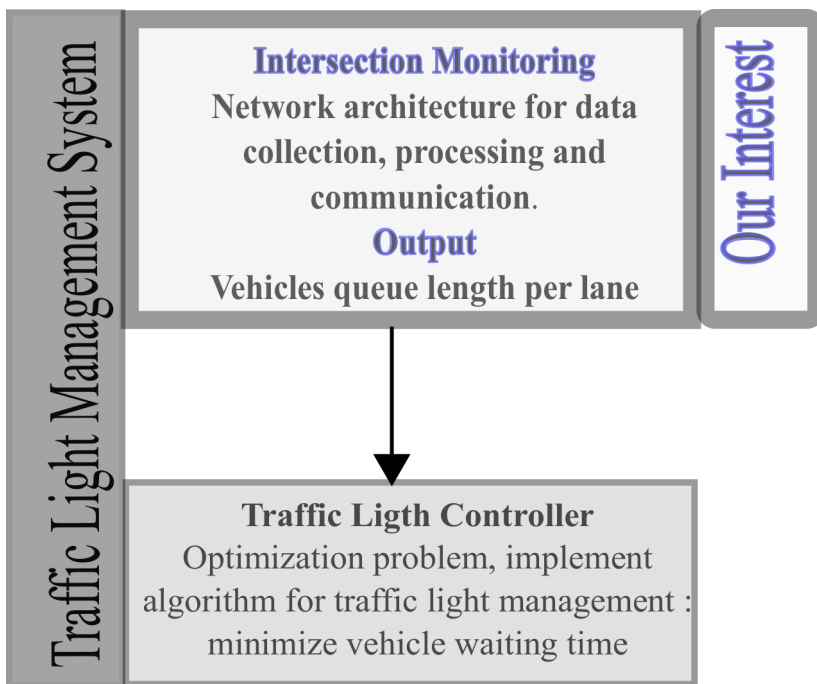 Traffic Light Management System
Intersection Monitoring
Network architecture for data
collection, processing and
communication.
Output
Vehicles queue length per lane
Our Interest
Traffic Ligth Controller
Optimization problem, implement
algorithm for traffic light management :
minimize vehicle waiting time